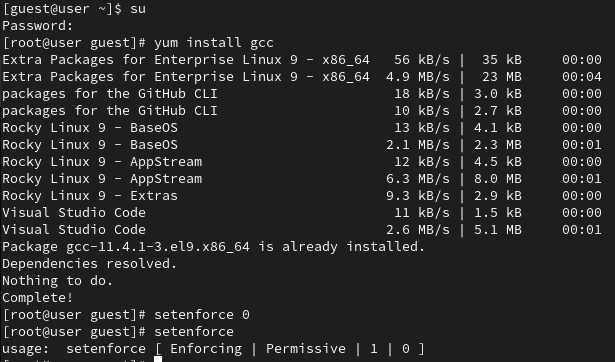 [guest@user ~]$ su
Password:
[root@user guest]# yum install gcc
Extra Packages for Enterprise Linux 9 - x86_64   56 kB/s |  35 kB     00:00
Extra Packages for Enterprise Linux 9 - x86_64  4.9 MB/s |  23 MB     00:04
packages for the GitHub CLI                      18 kB/s | 3.0 kB     00:00
packages for the GitHub CLI                      10 kB/s | 2.7 kB     00:00
Rocky Linux 9 - BaseOS                           13 kB/s | 4.1 kB     00:00
Rocky Linux 9 - BaseOS                          2.1 MB/s | 2.3 MB     00:01
Rocky Linux 9 - AppStream                        12 kB/s | 4.5 kB     00:00
Rocky Linux 9 - AppStream                       6.3 MB/s | 8.0 MB     00:01
Rocky Linux 9 - Extras                          9.3 kB/s | 2.9 kB     00:00
Visual Studio Code                               11 kB/s | 1.5 kB     00:00
Visual Studio Code                              2.6 MB/s | 5.1 MB     00:01
Package gcc-11.4.1-3.el9.x86_64 is already installed.
Dependencies resolved.
Nothing to do.
Complete!
[root@user guest]# setenforce 0
[root@user guest]# setenforce
usage:  setenforce [ Enforcing | Permissive | 1 | 0 ]
[root@user guest]#